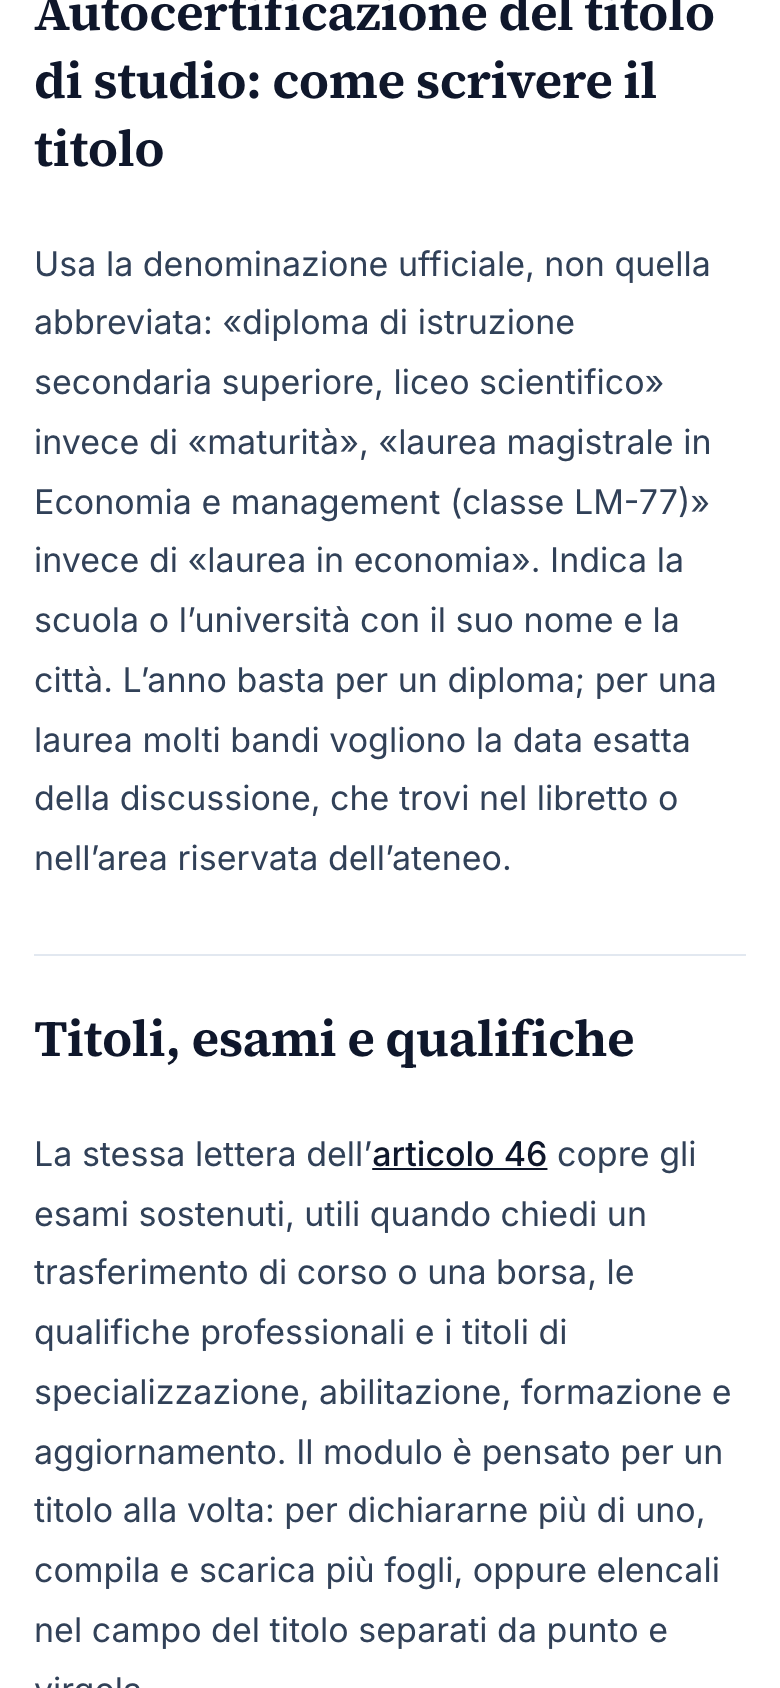 Autocertificazione del titolo
di studio: come scrivere il
titolo
Usa la denominazione ufficiale, non quella
abbreviata: «diploma di istruzione
secondaria superiore, liceo scientifico»
invece di «maturità», «laurea magistrale in
Economia e management (classe LM-77)»
invece di «laurea in economia». Indica la
scuola o l’università con il suo nome e la
città. L’anno basta per un diploma; per una
laurea molti bandi vogliono la data esatta
della discussione, che trovi nel libretto o
nell’area riservata dell’ateneo.
Titoli, esami e qualifiche
La stessa lettera dell’articolo 46 copre gli
esami sostenuti, utili quando chiedi un
trasferimento di corso o una borsa, le
qualifiche professionali e i titoli di
specializzazione, abilitazione, formazione e
aggiornamento. Il modulo è pensato per un
titolo alla volta: per dichiararne più di uno,
compila e scarica più fogli, oppure elencali
nel campo del titolo separati da punto e
virgola